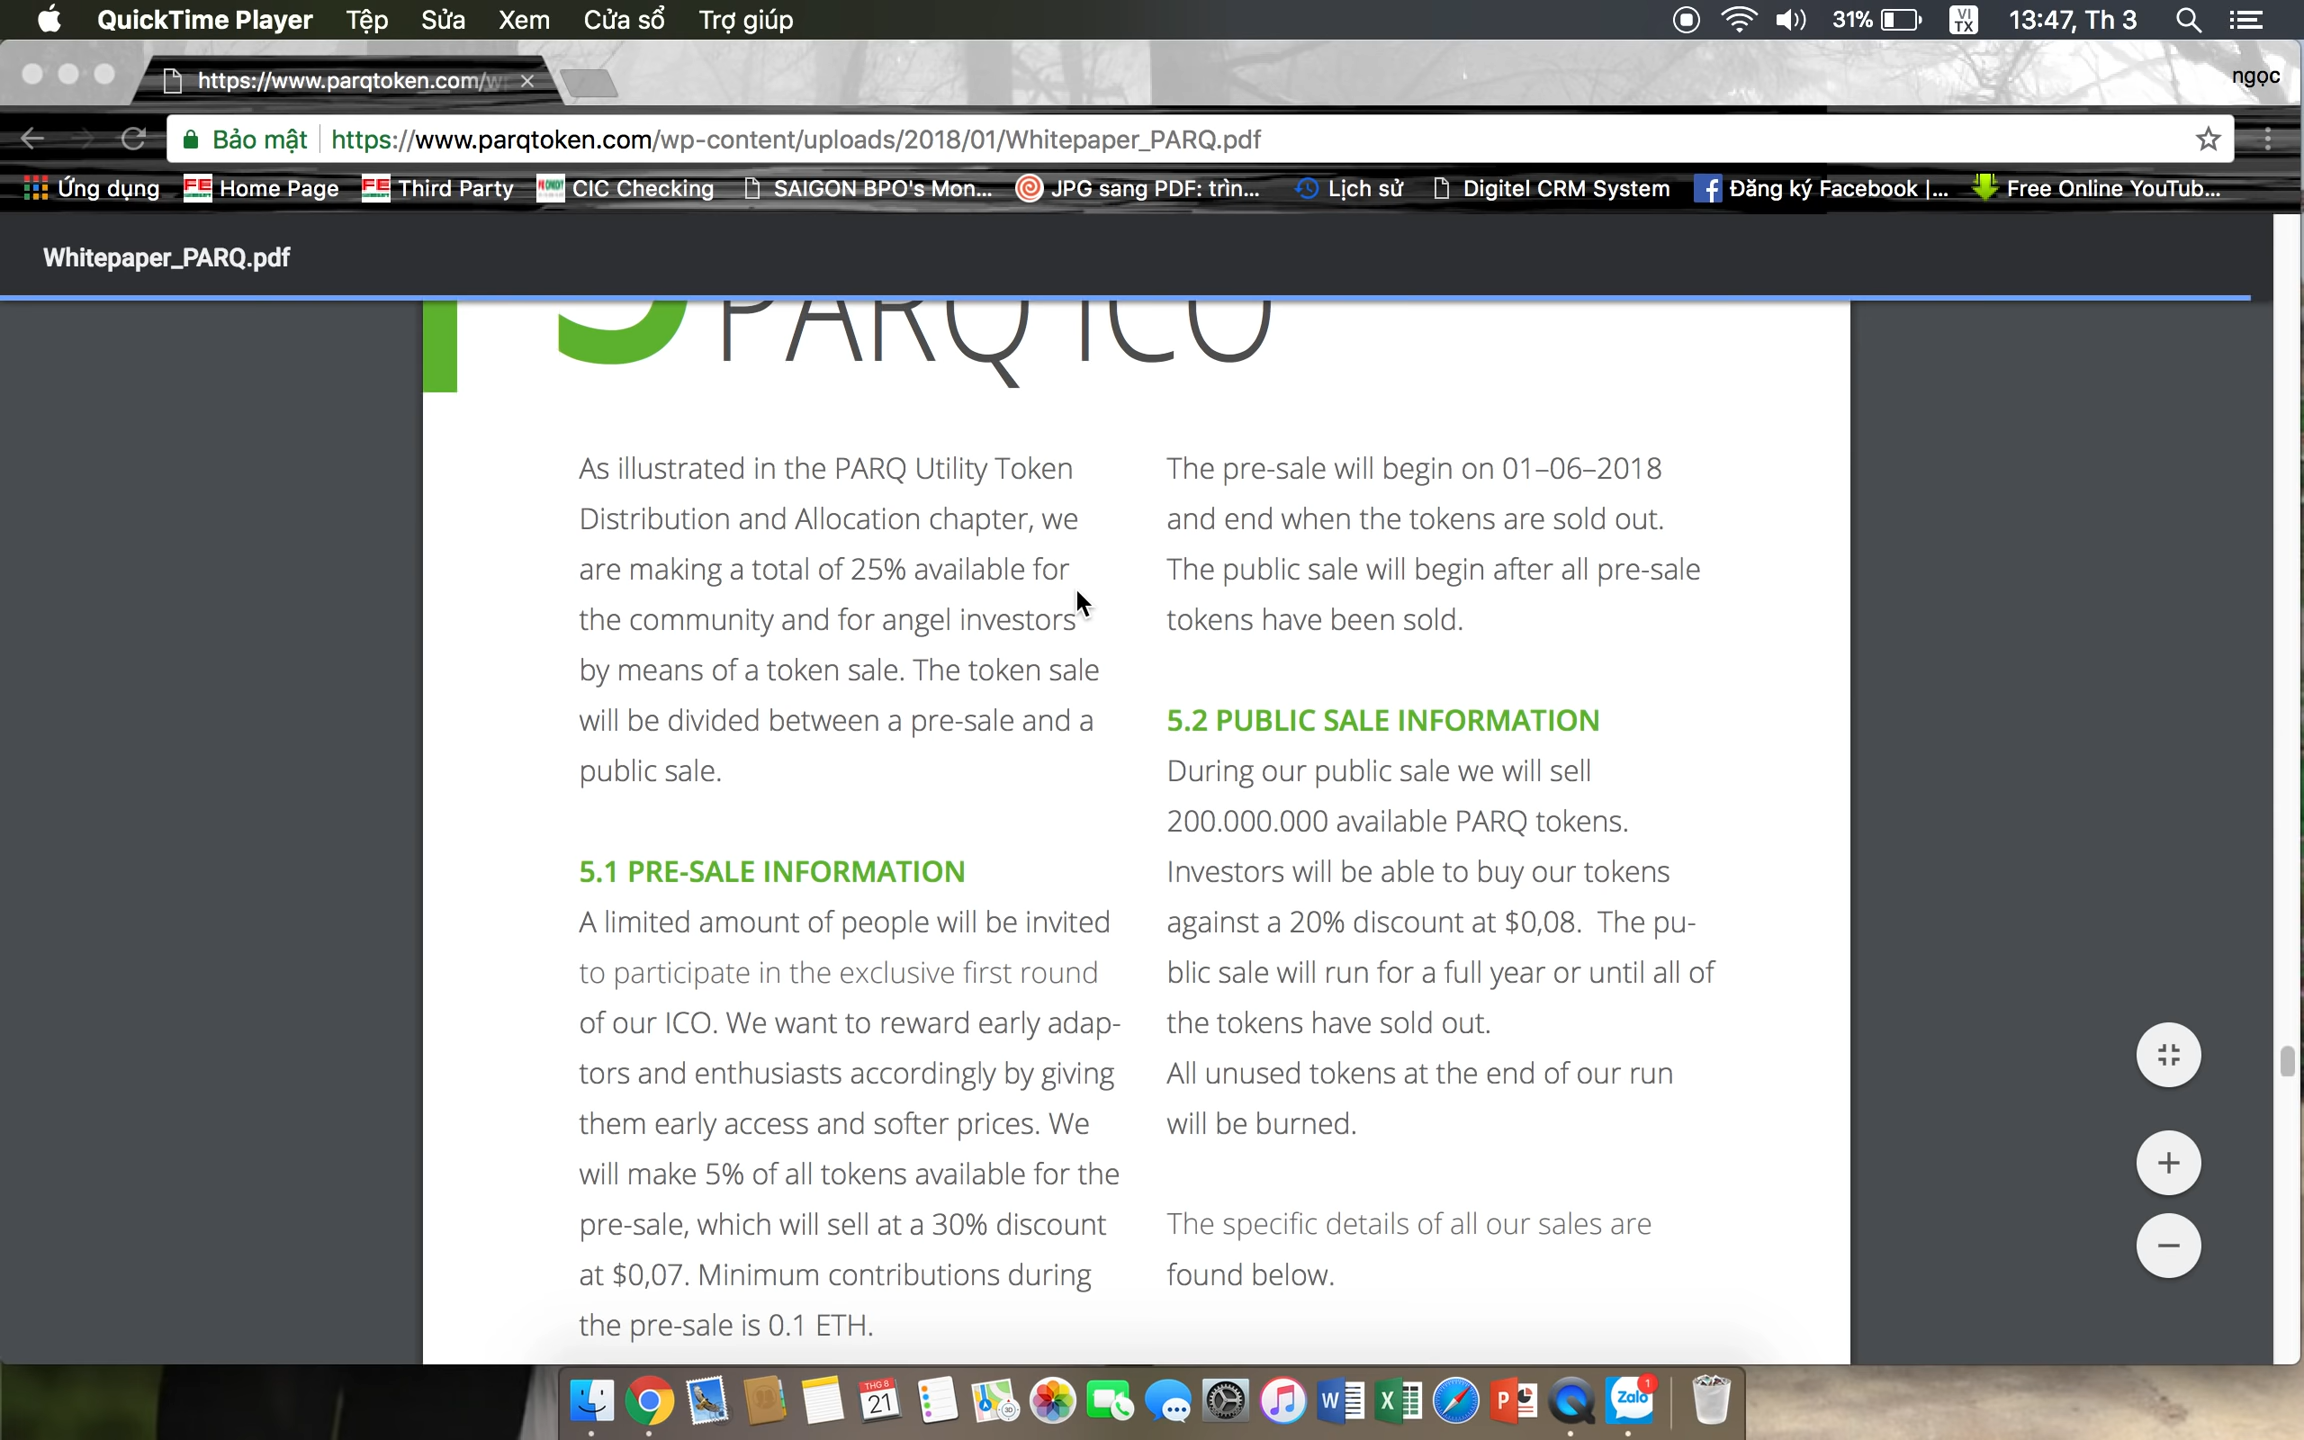 QuickTime Player Tệp Sửa Xem Cửa sổ Trợ giúp 31% VI TX 13:47, Th 3
https://www.parqtoken.com/w × ngọc
Bảo mật https://www.parqtoken.com/wp-content/uploads/2018/01/Whitepaper_PARQ.pdf
Ứng dụng Home Page Third Party CIC Checking SAIGON BPO's Mon... JPG sang PDF: trìn... Lịch sử Digitel CRM System Đăng ký Facebook |... Free Online YouTub...
Whitepaper_PARQ.pdf
5 PARQ ICO
As illustrated in the PARQ Utility Token
Distribution and Allocation chapter, we
are making a total of 25% available for
the community and for angel investors
by means of a token sale. The token sale
will be divided between a pre-sale and a
public sale.
5.1 PRE-SALE INFORMATION
A limited amount of people will be invited
to participate in the exclusive first round
of our ICO. We want to reward early adap-
tors and enthusiasts accordingly by giving
them early access and softer prices. We
will make 5% of all tokens available for the
pre-sale, which will sell at a 30% discount
at $0,07. Minimum contributions during
the pre-sale is 0.1 ETH.
The pre-sale will begin on 01–06–2018
and end when the tokens are sold out.
The public sale will begin after all pre-sale
tokens have been sold.
5.2 PUBLIC SALE INFORMATION
During our public sale we will sell
200.000.000 available PARQ tokens.
Investors will be able to buy our tokens
against a 20% discount at $0,08. The pu-
blic sale will run for a full year or until all of
the tokens have sold out.
All unused tokens at the end of our run
will be burned.
The specific details of all our sales are
found below.
THG 8
21
3D
W X P Zalo 1